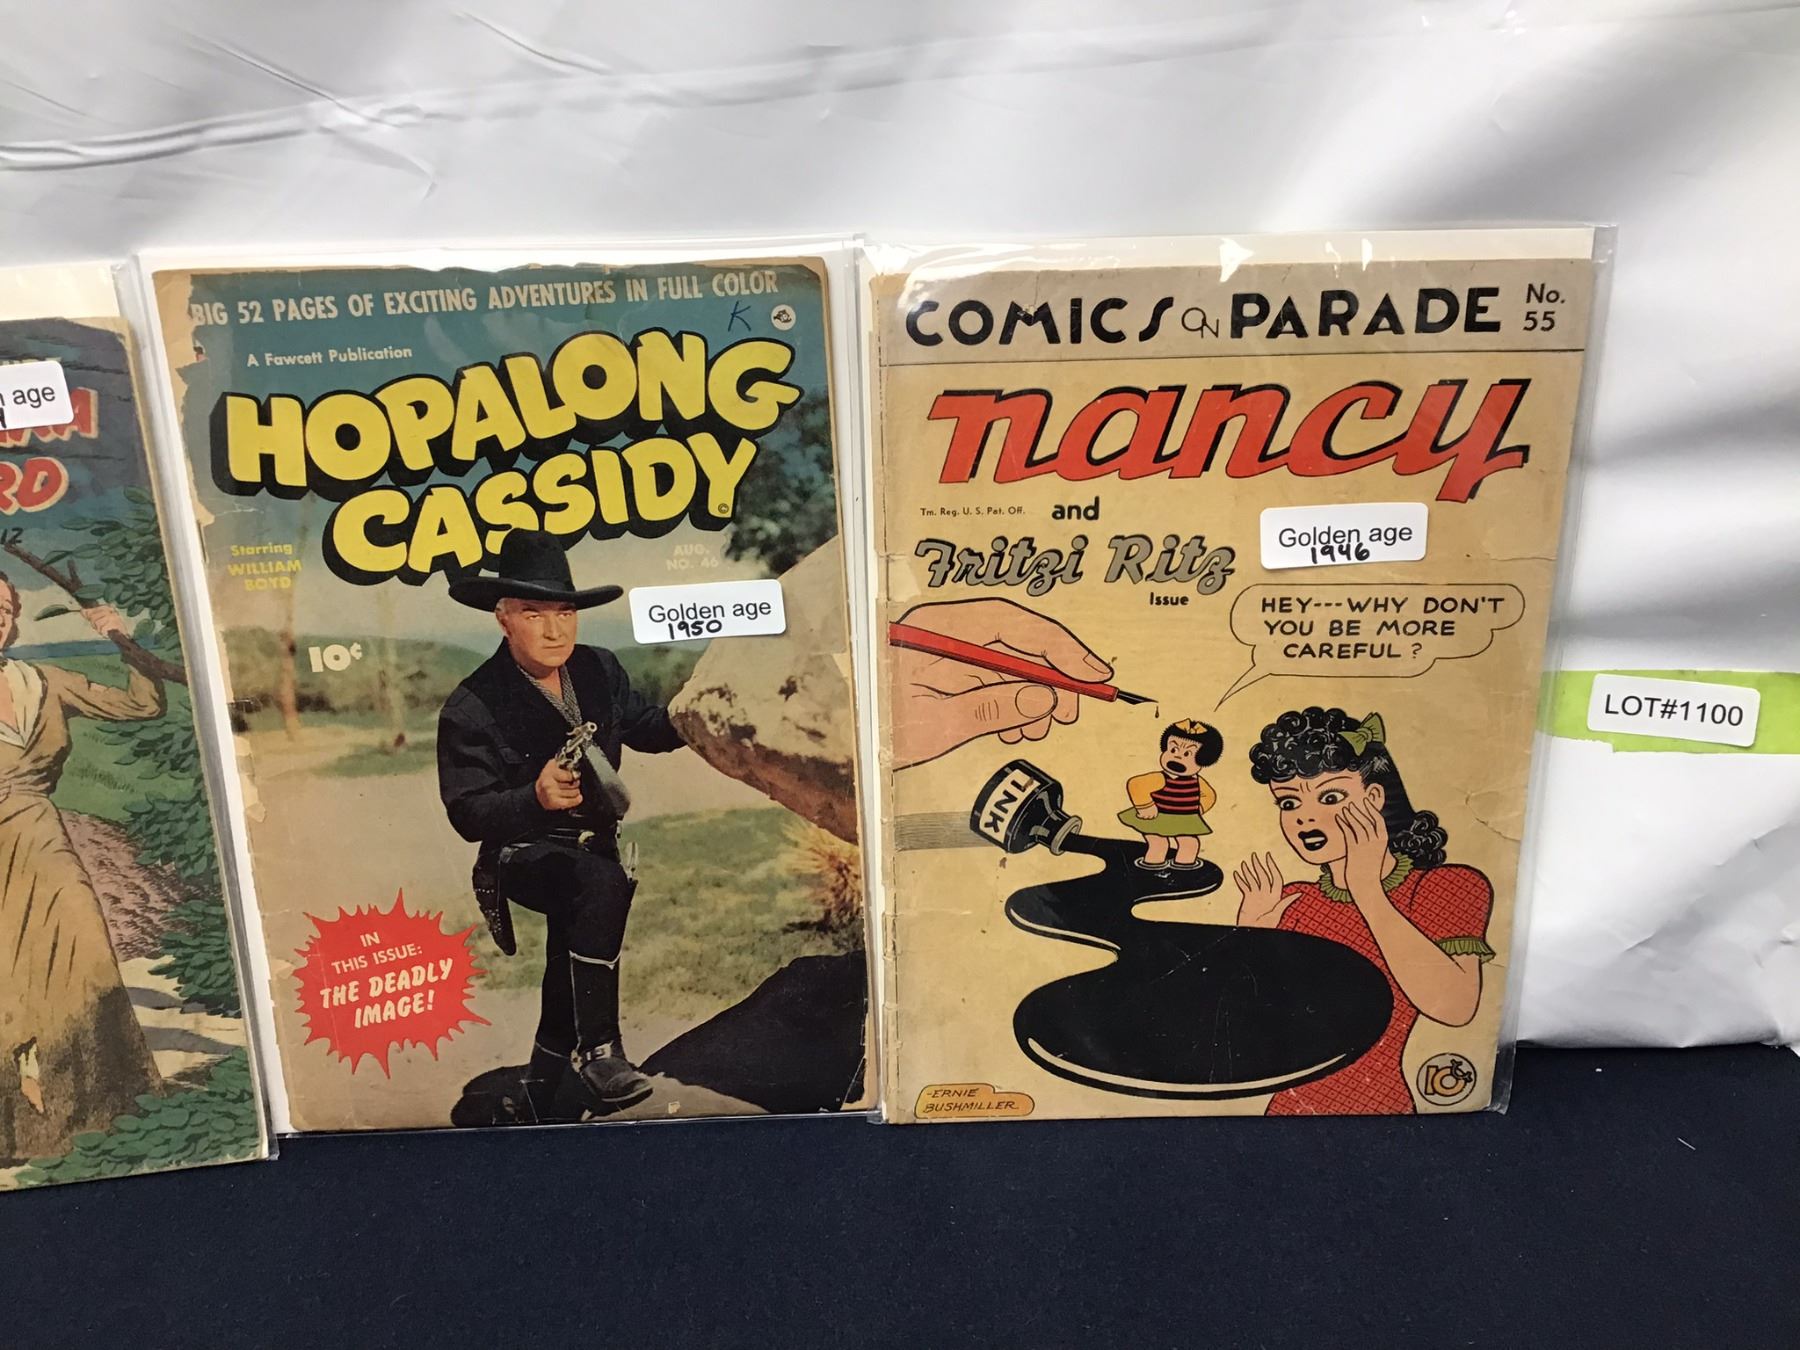 age
RD
12
BIG 52 PAGES OF EXCITING ADVENTURES IN FULL COLOR
K
A Fawcett Publication
HOPALONG
CASSIDY
©
Starring
WILLIAM
BOYD
AUG.
NO. 46
Golden age
1950
10¢
IN
THIS ISSUE:
THE DEADLY
IMAGE!
COMICS ON PARADE
No.
55
nancy
Tm. Reg. U. S. Pat. Off.
and
Fritzi Ritz
Issue
Golden age
1946
HEY---WHY DON'T
YOU BE MORE
CAREFUL?
INK
-ERNIE
BUSHMILLER
10¢
LOT#1100